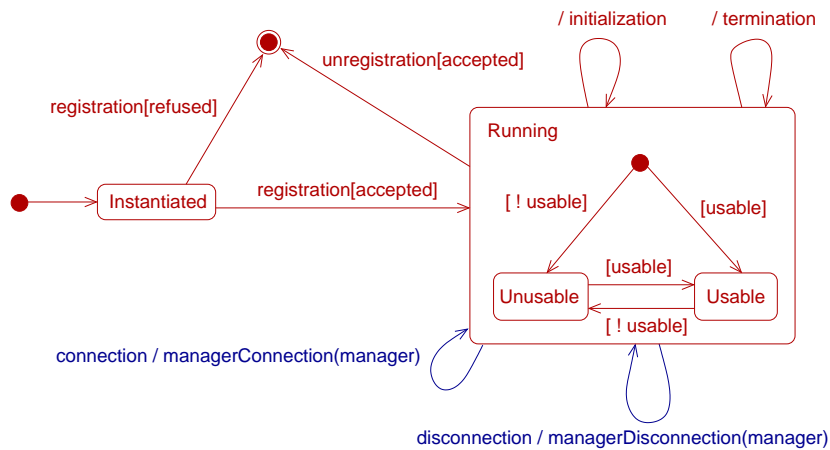 / initialization
/ termination
unregistration[accepted]
registration[refused]
Running
registration[accepted]
Instantiated
[ ! usable]
[usable]
[usable]
Unusable
Usable
[ ! usable]
connection / managerConnection(manager)
disconnection / managerDisconnection(manager)